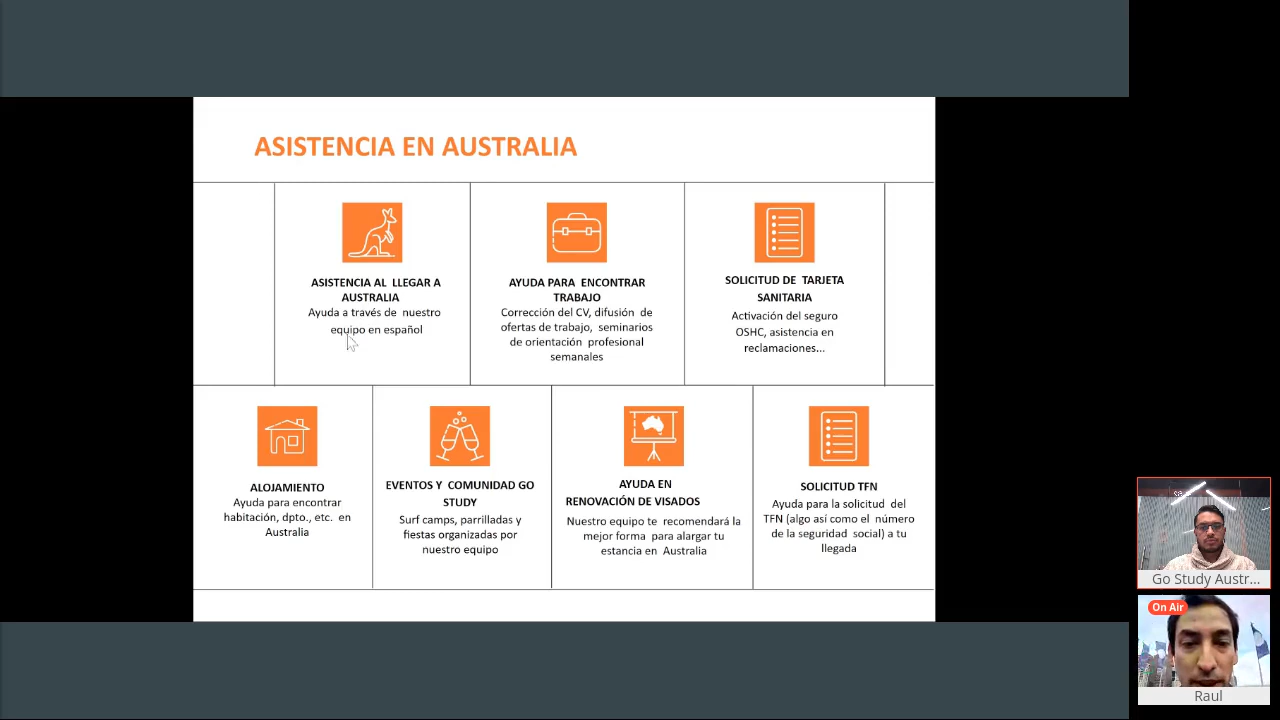 ASISTENCIA EN AUSTRALIA
ASISTENCIA AL LLEGAR A
AUSTRALIA
Ayuda a través de nuestro
equipo en español
AYUDA PARA ENCONTRAR
TRABAJO
Corrección del CV, difusión de
ofertas de trabajo, seminarios
de orientación profesional
semanales
SOLICITUD DE TARJETA
SANITARIA
Activación del seguro
OSHC, asistencia en
reclamaciones...
ALOJAMIENTO
Ayuda para encontrar
habitación, dpto., etc. en
Australia
EVENTOS Y COMUNIDAD GO
STUDY
Surf camps, parrilladas y
fiestas organizadas por
nuestro equipo
AYUDA EN
RENOVACIÓN DE VISADOS
Nuestro equipo te recomendará la
mejor forma para alargar tu
estancia en Australia
SOLICITUD TFN
Ayuda para la solicitud del
TFN (algo así como el número
de la seguridad social) a tu
llegada
Go Study Austr...
On Air
Raul